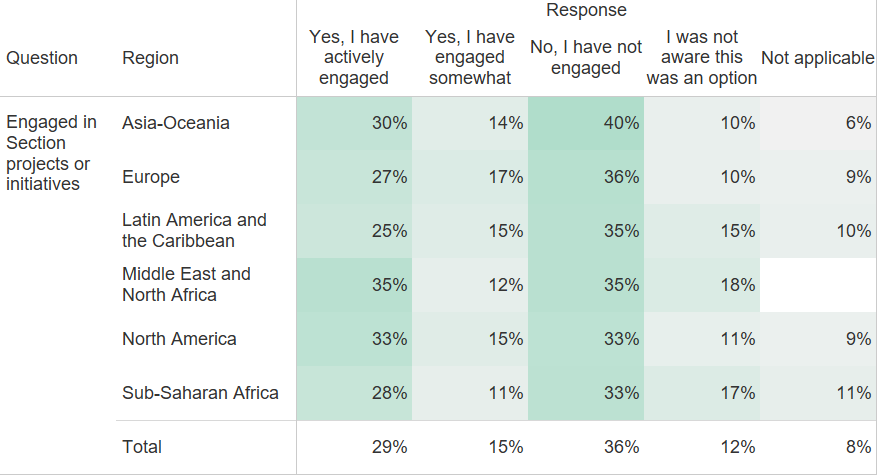 Response
Question Region Yes, I have actively engaged Yes, I have engaged somewhat No, I have not engaged I was not aware this was an option Not applicable
Engaged in Section projects or initiatives
Asia-Oceania 30% 14% 40% 10% 6%
Europe 27% 17% 36% 10% 9%
Latin America and the Caribbean 25% 15% 35% 15% 10%
Middle East and North Africa 35% 12% 35% 18%
North America 33% 15% 33% 11% 9%
Sub-Saharan Africa 28% 11% 33% 17% 11%
Total 29% 15% 36% 12% 8%